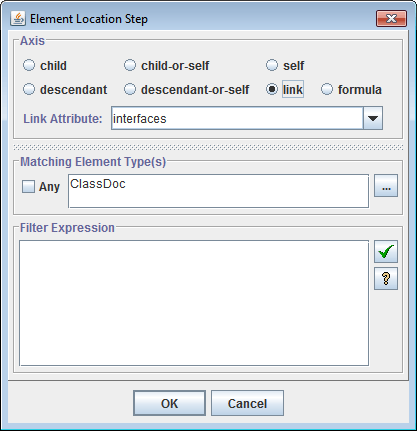 Element Location Step
Axis
child child-or-self self
descendant descendant-or-self link formula
Link Attribute: interfaces
Matching Element Type(s)
Any ClassDoc ...
Filter Expression
?
OK Cancel